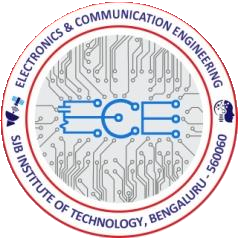 ELECTRONICS & COMMUNICATION ENGINEERING
ECE
SJB INSTITUTE OF TECHNOLOGY, BENGALURU - 560060